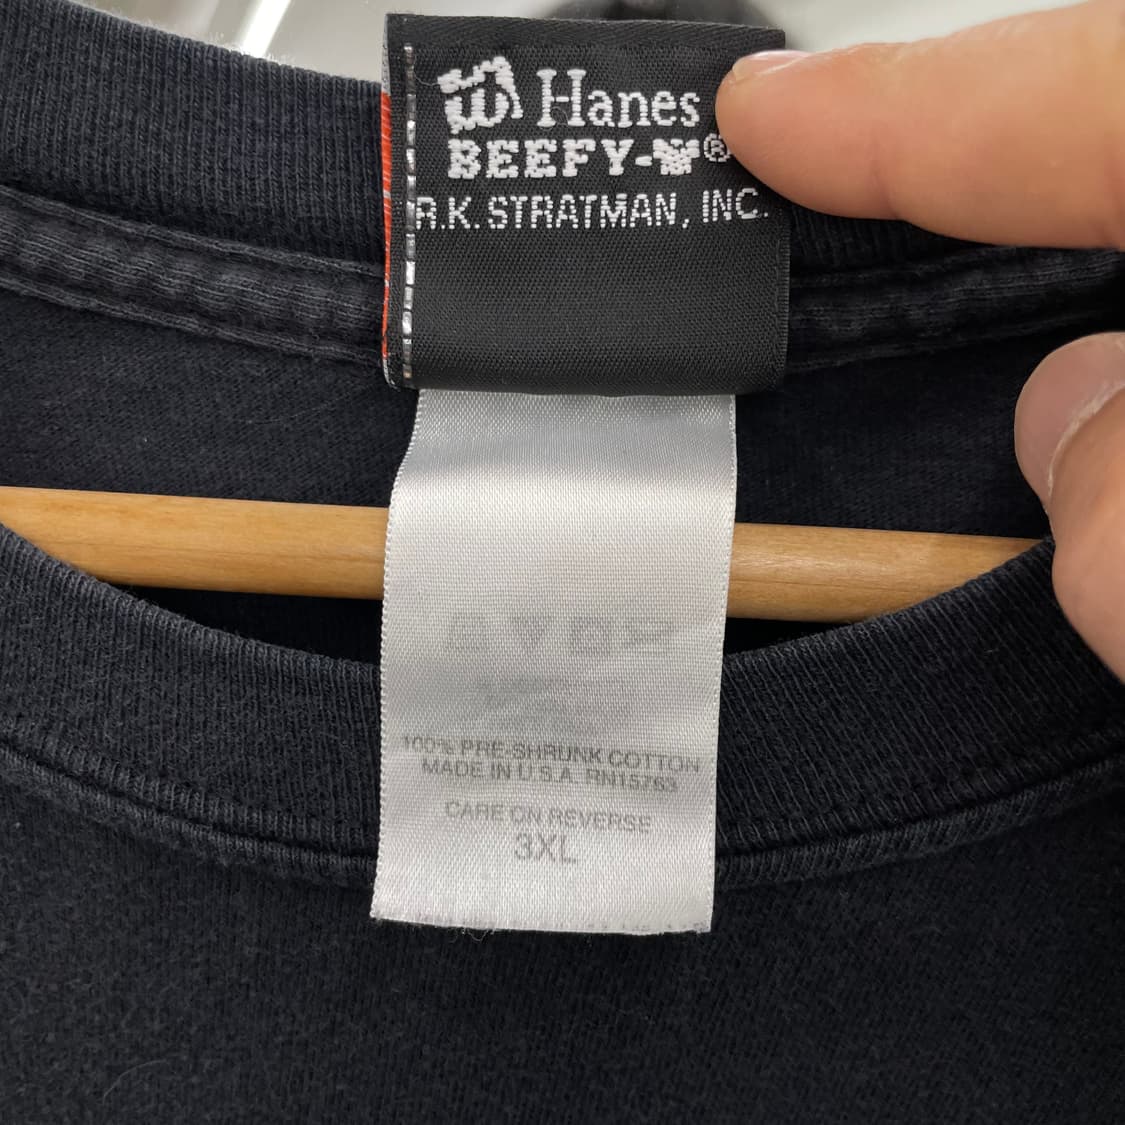 Hanes
BEEFY-
®
R.K. STRATMAN, INC.
100% PRE-SHRUNK COTTON
MADE IN U.S.A. RN15763
CARE ON REVERSE
3XL